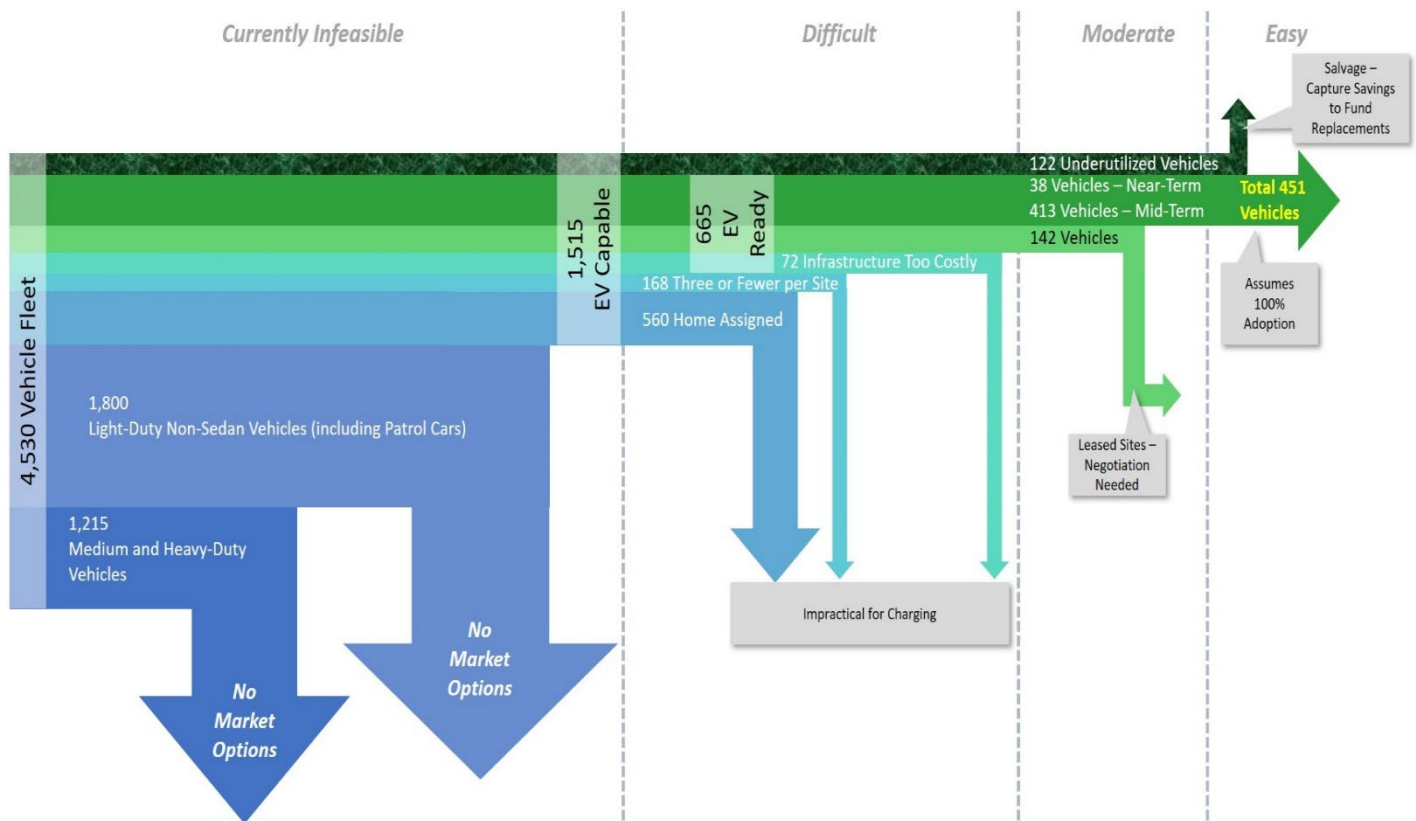 Currently Infeasible
Difficult
Moderate
Easy
Salvage –
Capture Savings
to Fund
Replacements
122 Underutilized Vehicles
38 Vehicles – Near-Term
413 Vehicles – Mid-Term
Total 451
Vehicles
142 Vehicles
4,530 Vehicle Fleet
1,515
EV Capable
665
EV
Ready
72 Infrastructure Too Costly
168 Three or Fewer per Site
560 Home Assigned
Assumes
100%
Adoption
1,800
Light-Duty Non-Sedan Vehicles (including Patrol Cars)
Leased Sites –
Negotiation
Needed
1,215
Medium and Heavy-Duty
Vehicles
Impractical for Charging
No
Market
Options
No
Market
Options